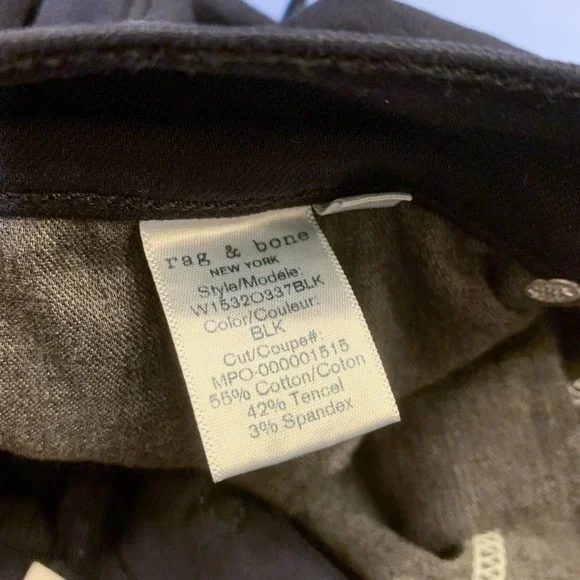 rag & bone
NEW YORK
Style/Modèle:
W1532O337BLK
Color/Couleur:
BLK
Cut/Coupe#:
MPO-000001515
55% Cotton/Coton
42% Tencel
3% Spandex